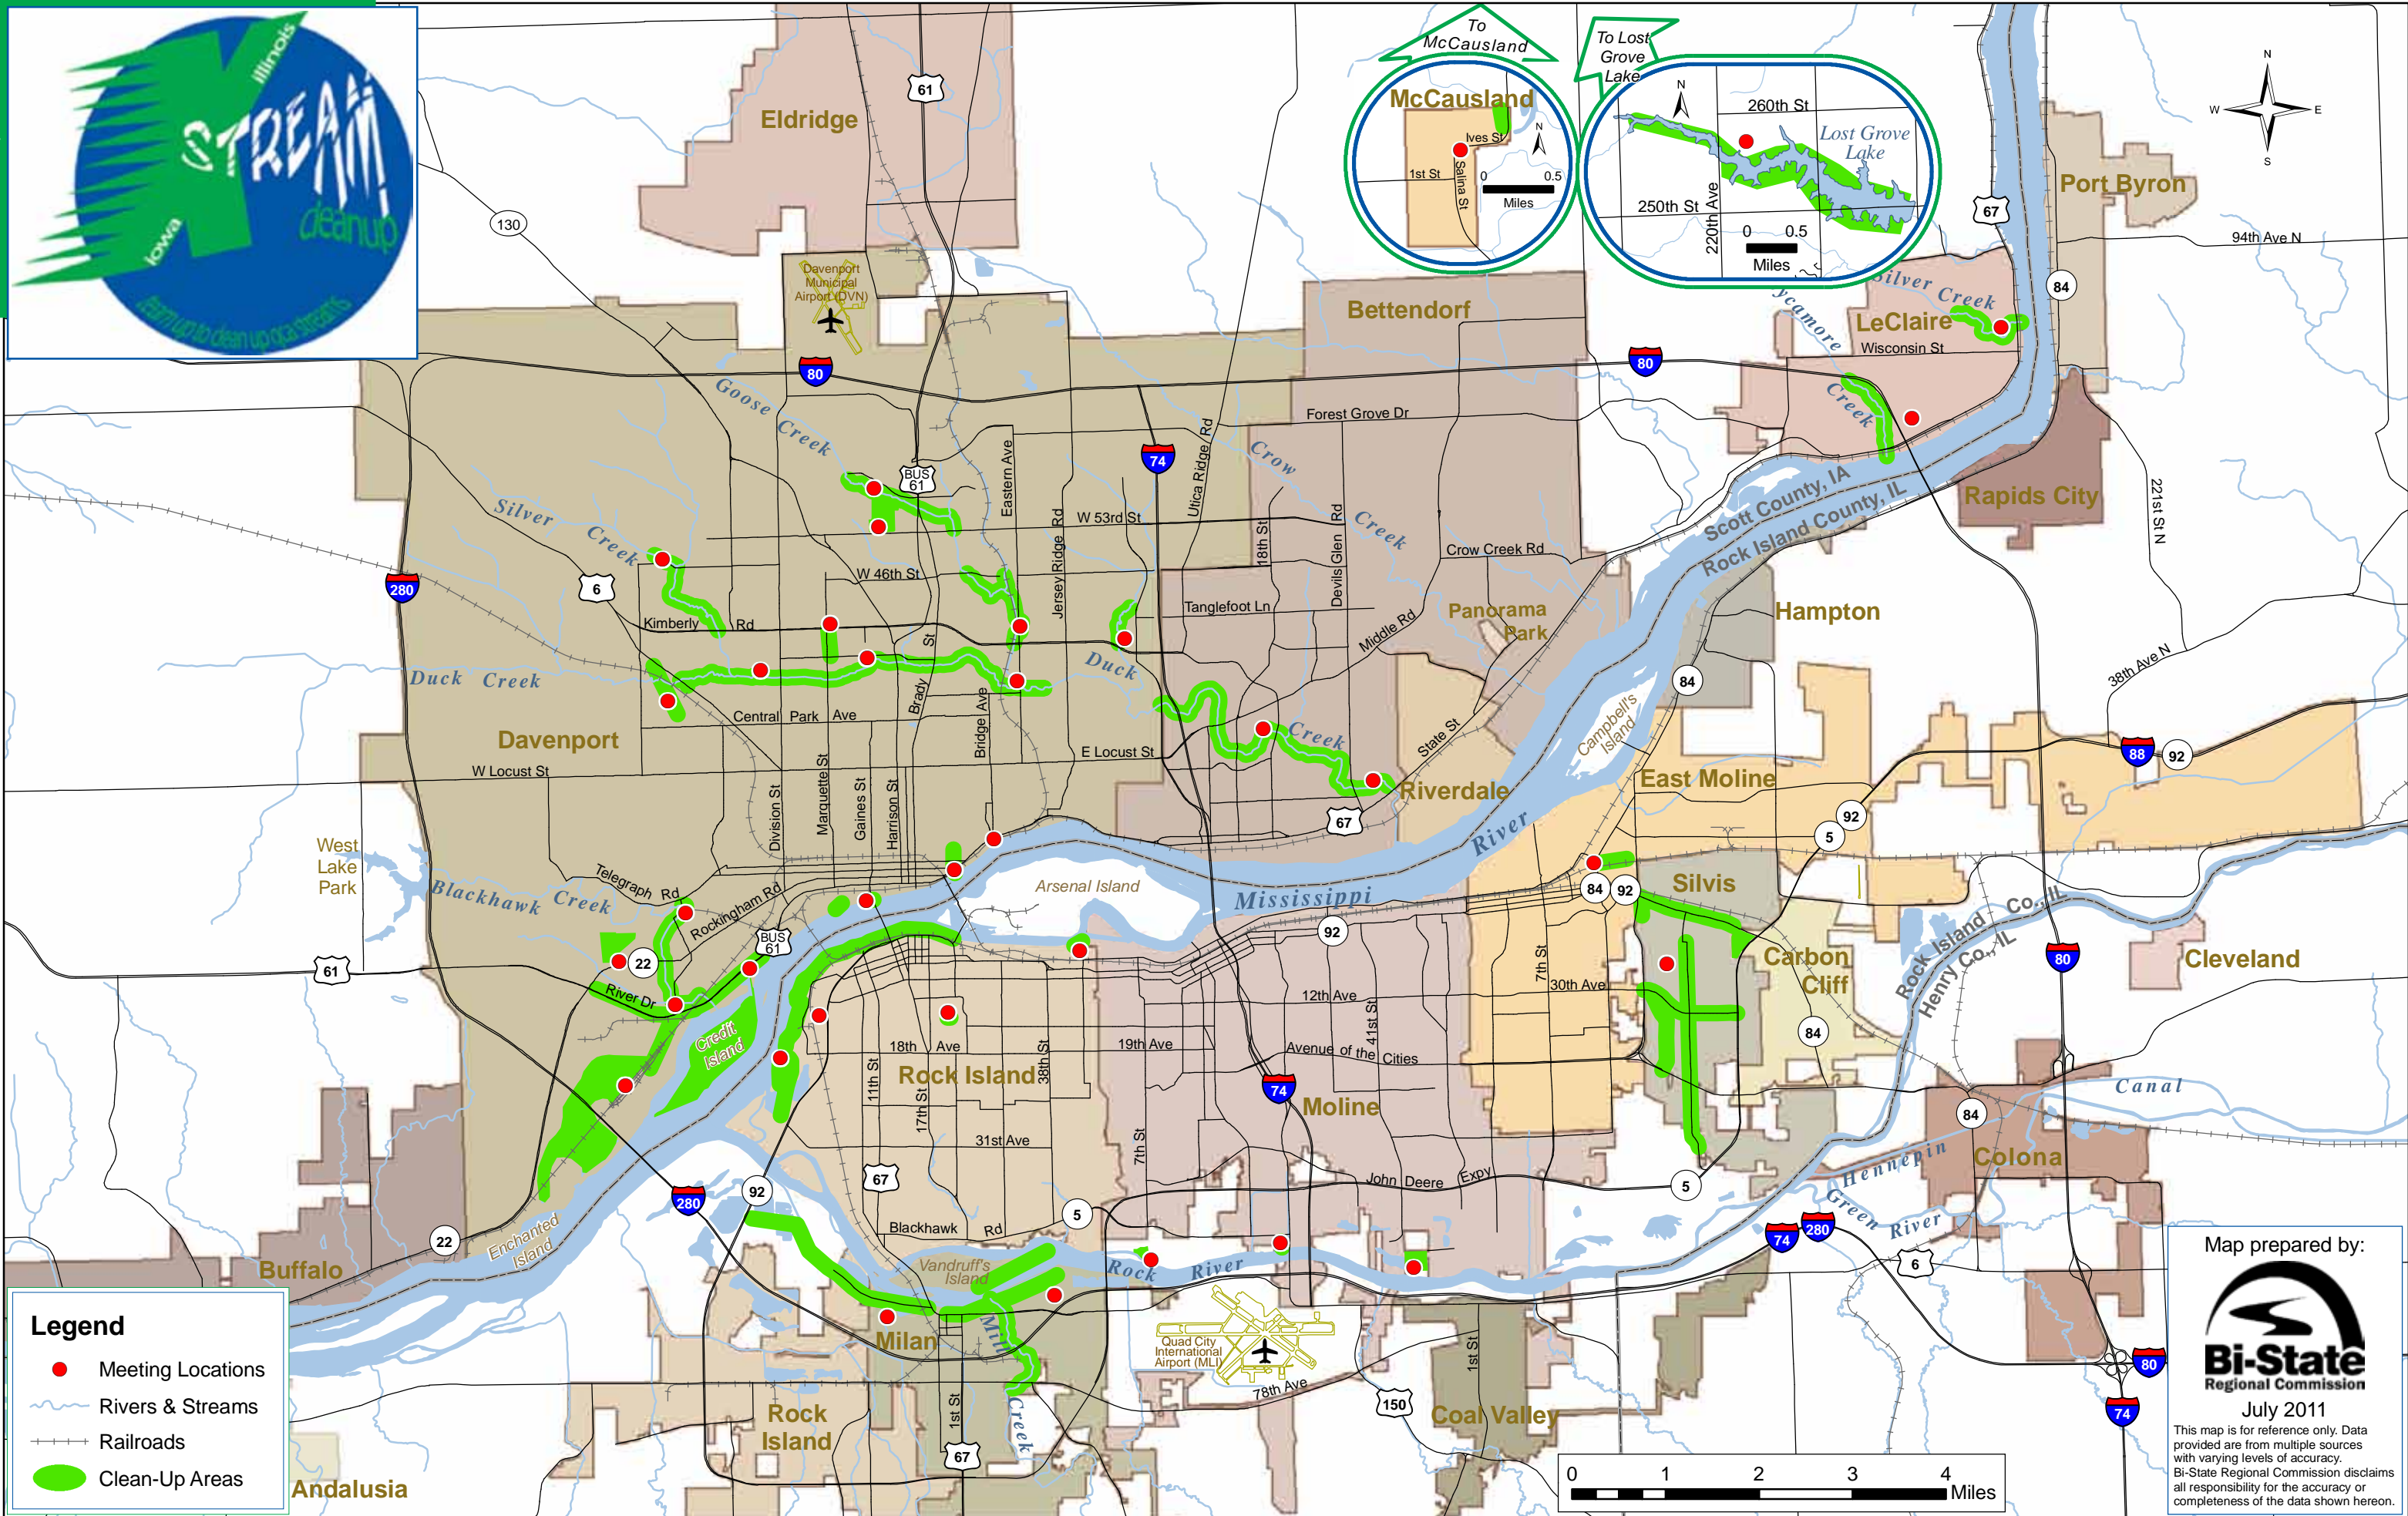 Illinois
Iowa
STREAM
cleanup
team up to clean up qca streams
To
McCausland
To Lost
Grove
Lake
McCausland
Ives St
1st St
Salina St
N
0 0.5
Miles
N
260th St
Lost Grove
Lake
250th St
220th Ave
0 0.5
Miles
N
W E
S
Eldridge
61
130
Davenport
Municipal
Airport (DVN)
Bettendorf
Port Byron
67
94th Ave N
84
Silver Creek
LeClaire
Wisconsin St
ycamore
Creek
80
80
Goose
Creek
Forest Grove Dr
74
Utica Ridge Rd
Crow
Creek
BUS
61
Eastern Ave
Jersey Ridge Rd
W 53rd St
18th St
Devils Glen Rd
Crow Creek Rd
Scott County, IA
Rock Island County, IL
Rapids City
221st St N
Silver
Creek
280
6
W 46th St
Kimberly Rd
Tanglefoot Ln
Middle Rd
Panorama
Park
Hampton
38th Ave N
Duck Creek
Duck
Creek
Brady St
Central Park Ave
Bridge Ave
Davenport
W Locust St
E Locust St
State St
Campbell's
Island
84
88
92
East Moline
Riverdale
67
River
92
5
Division St
Marquette St
Gaines St
Harrison St
West
Lake
Park
Telegraph Rd
Blackhawk Creek
Rockingham Rd
Arsenal Island
Mississippi
84
92
Silvis
BUS
61
92
22
61
River Dr
Credit
Island
7th St
30th Ave
12th Ave
41st St
Carbon
Cliff
84
Rock Island Co., IL
Henry Co., IL
80
Cleveland
18th Ave
19th Ave
Avenue of the Cities
38th St
11th St
17th St
Rock Island
74
Moline
31st Ave
7th St
Canal
84
Colona
Hennepin
Green River
67
92
280
John Deere Expy
5
5
Blackhawk Rd
22
Enchanted
Island
Buffalo
Vandruff's
Island
Rock River
74
280
6
Milan
Mill
Creek
Quad City
International
Airport (MLI)
78th Ave
1st St
150
Coal Valley
80
74
Rock
Island
1st St
67
Andalusia
Legend
Meeting Locations
Rivers & Streams
Railroads
Clean-Up Areas
0 1 2 3 4
Miles
Map prepared by:
Bi-State
Regional Commission
July 2011
This map is for reference only. Data
provided are from multiple sources
with varying levels of accuracy.
Bi-State Regional Commission disclaims
all responsibility for the accuracy or
completeness of the data shown hereon.